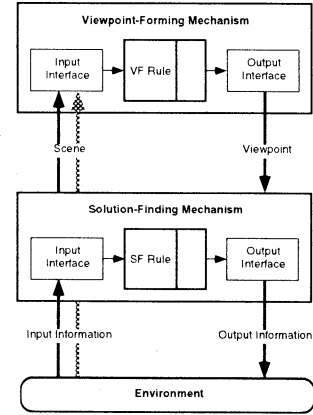 Viewpoint-Forming Mechanism
Input
Interface
VF Rule
Output
Interface
Scene
Viewpoint
Solution-Finding Mechanism
Input
Interface
SF Rule
Output
Interface
Input Information
Output Information
Environment